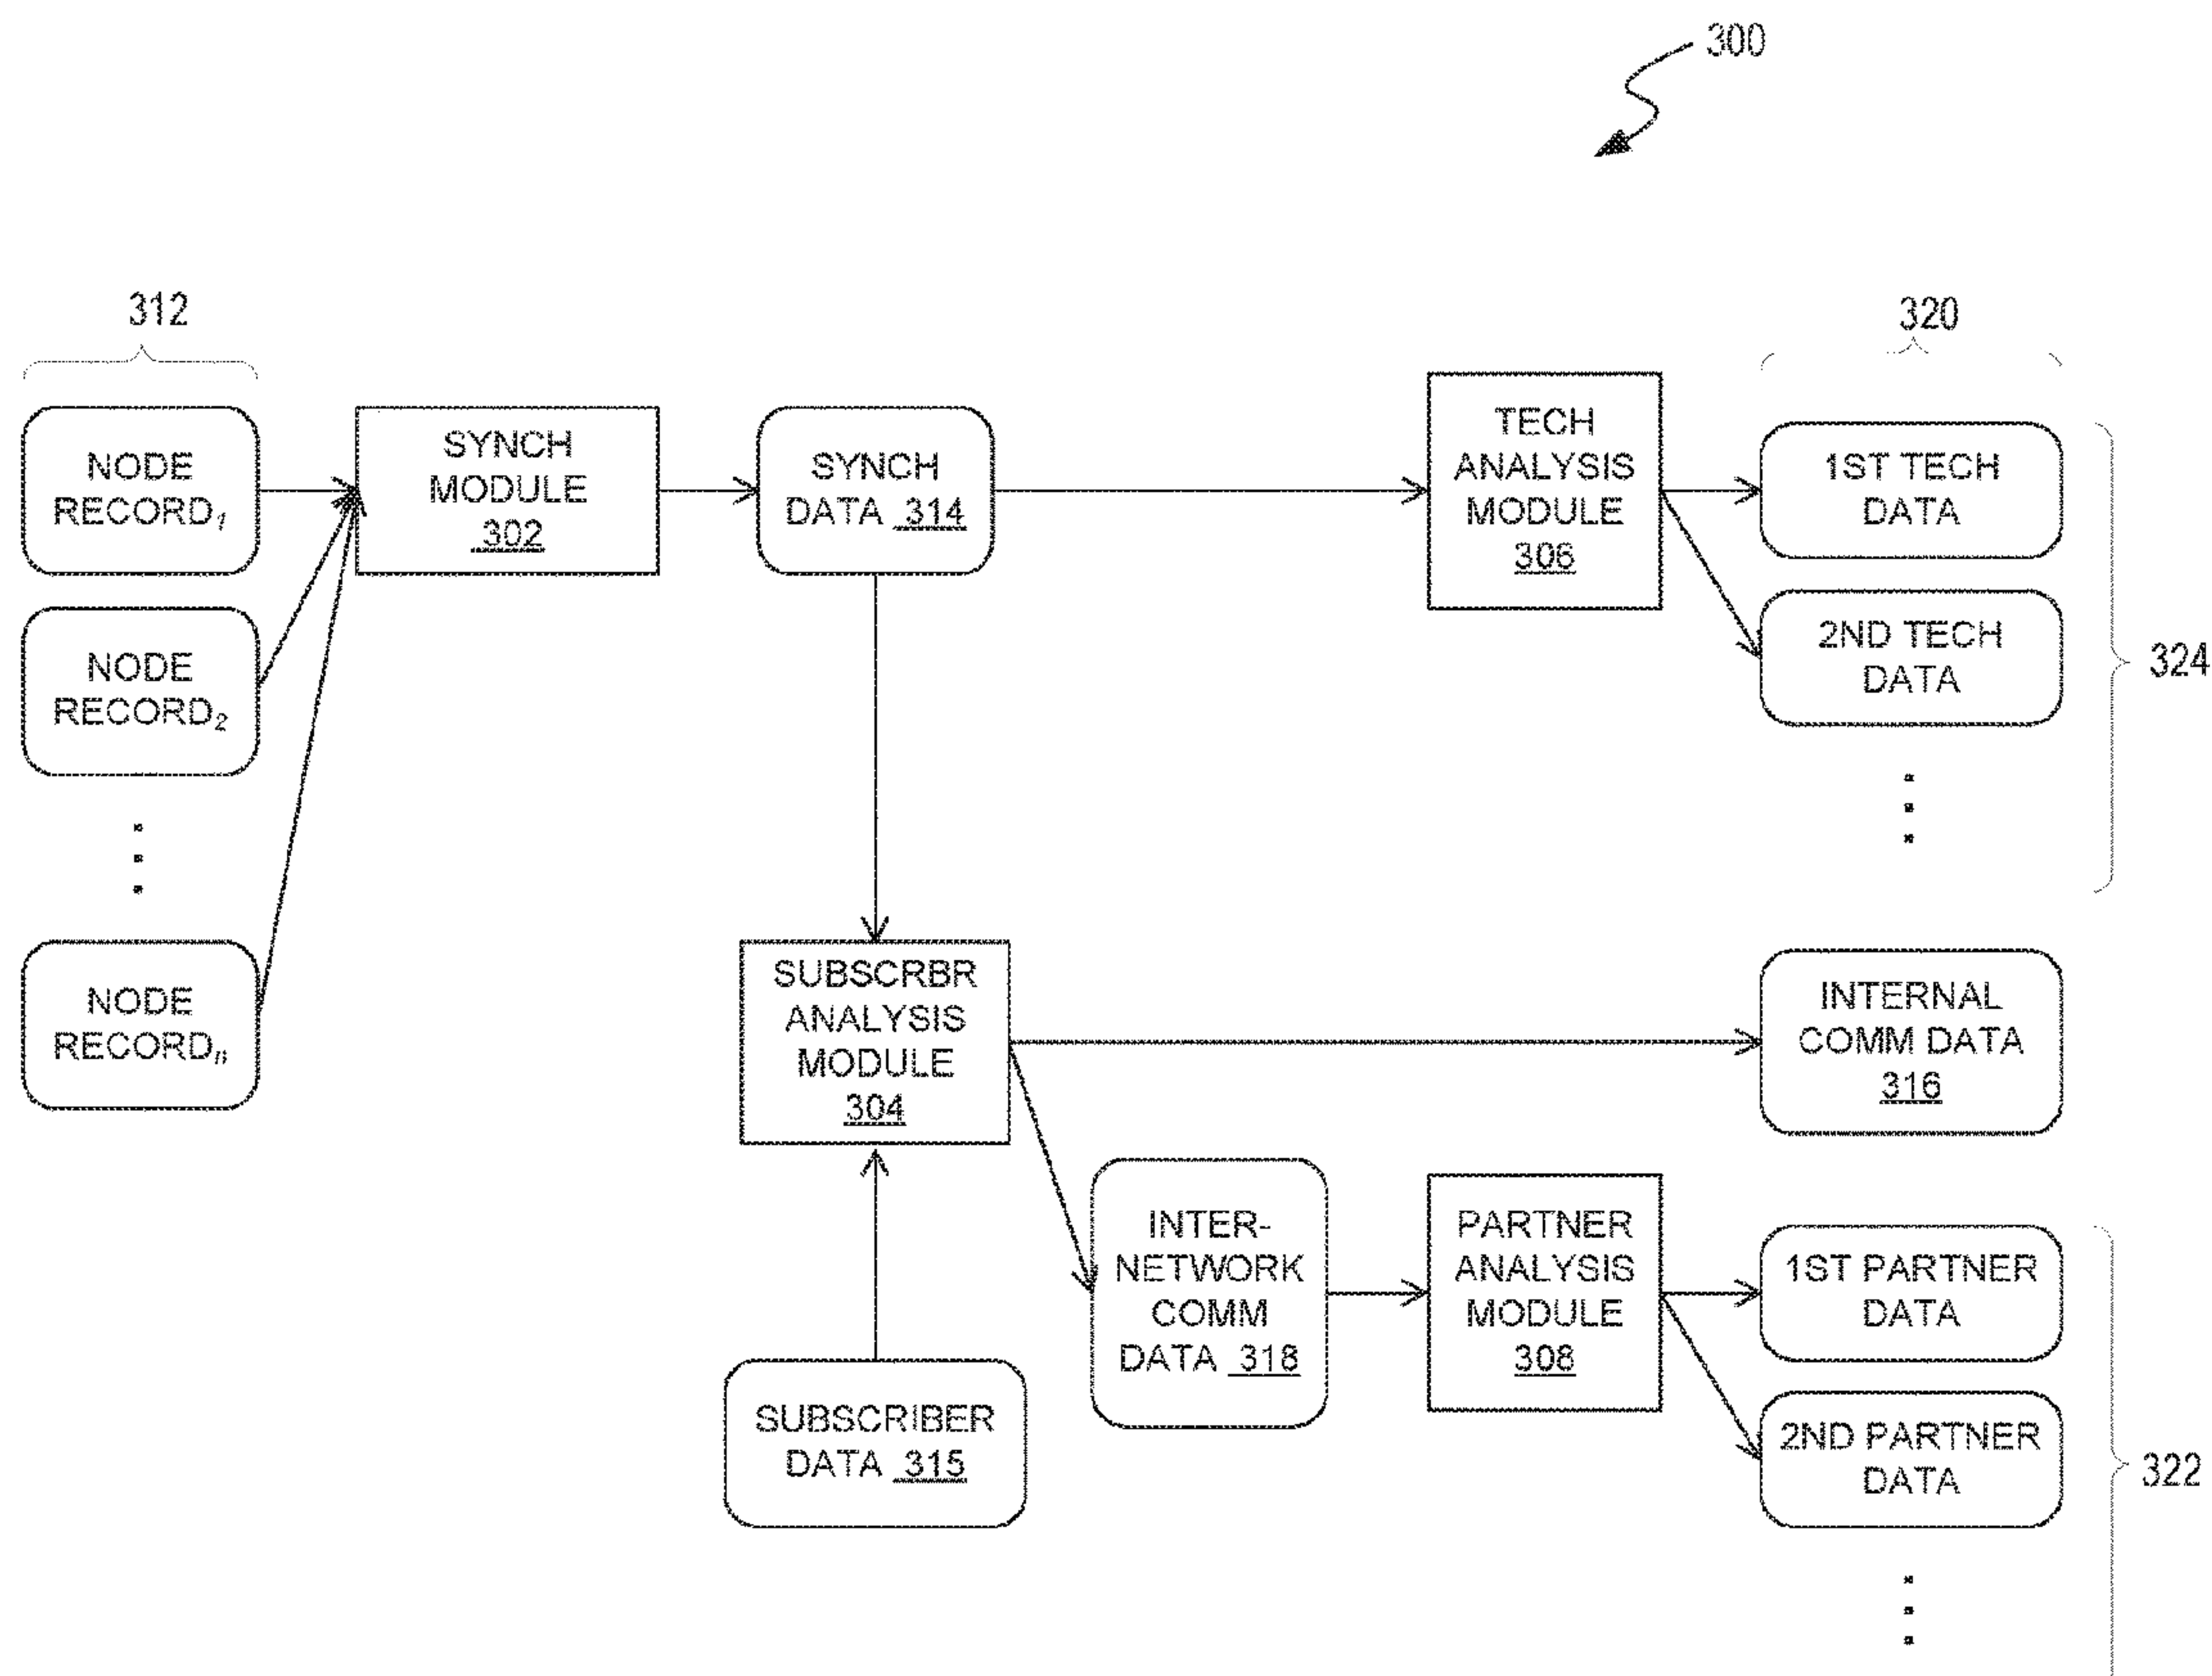 300
312
320
NODE
RECORD1
SYNCH
MODULE
302
SYNCH
DATA 314
TECH
ANALYSIS
MODULE
306
1ST TECH
DATA
NODE
RECORD2
2ND TECH
DATA
324
NODE
RECORDn
SUBSCRBR
ANALYSIS
MODULE
304
INTERNAL
COMM DATA
316
INTER-
NETWORK
COMM
DATA 318
PARTNER
ANALYSIS
MODULE
308
1ST PARTNER
DATA
SUBSCRIBER
DATA 315
2ND PARTNER
DATA
322